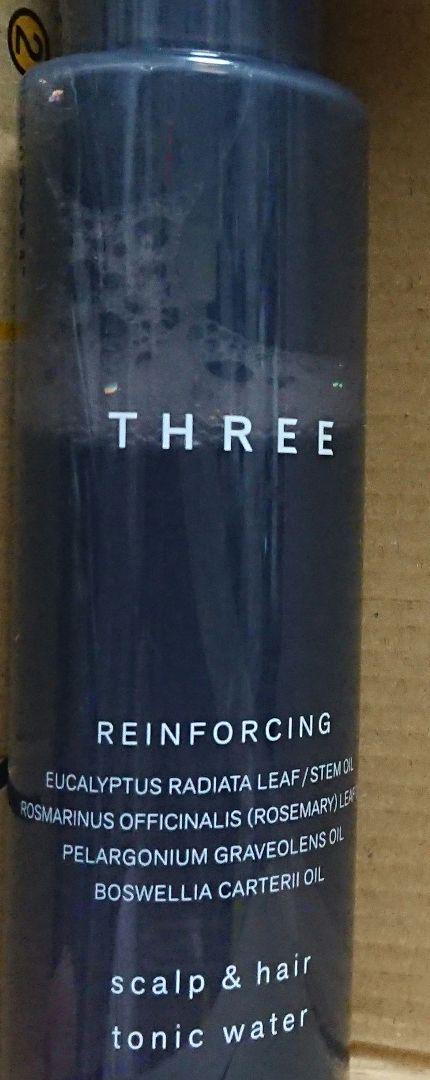 2
THREE
REINFORCING
EUCALYPTUS RADIATA LEAF/STEM OIL
ROSMARINUS OFFICINALIS (ROSEMARY) LEAF
PELARGONIUM GRAVEOLENS OIL
BOSWELLIA CARTERII OIL
scalp & hair
tonic water